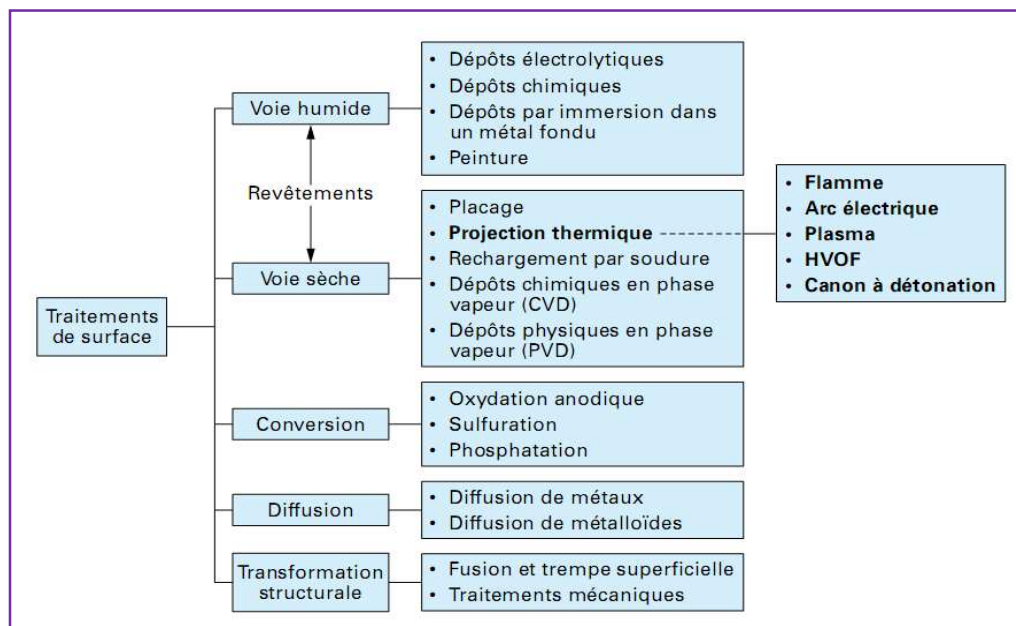 Traitements
de surface
Voie humide
Revêtements
Voie sèche
Conversion
Diffusion
Transformation
structurale
• Dépôts électrolytiques
• Dépôts chimiques
• Dépôts par immersion dans
un métal fondu
• Peinture
• Placage
• Projection thermique
• Rechargement par soudure
• Dépôts chimiques en phase
vapeur (CVD)
• Dépôts physiques en phase
vapeur (PVD)
• Oxydation anodique
• Sulfuration
• Phosphatation
• Diffusion de métaux
• Diffusion de métalloïdes
• Fusion et trempe superficielle
• Traitements mécaniques
• Flamme
• Arc électrique
• Plasma
• HVOF
• Canon à détonation